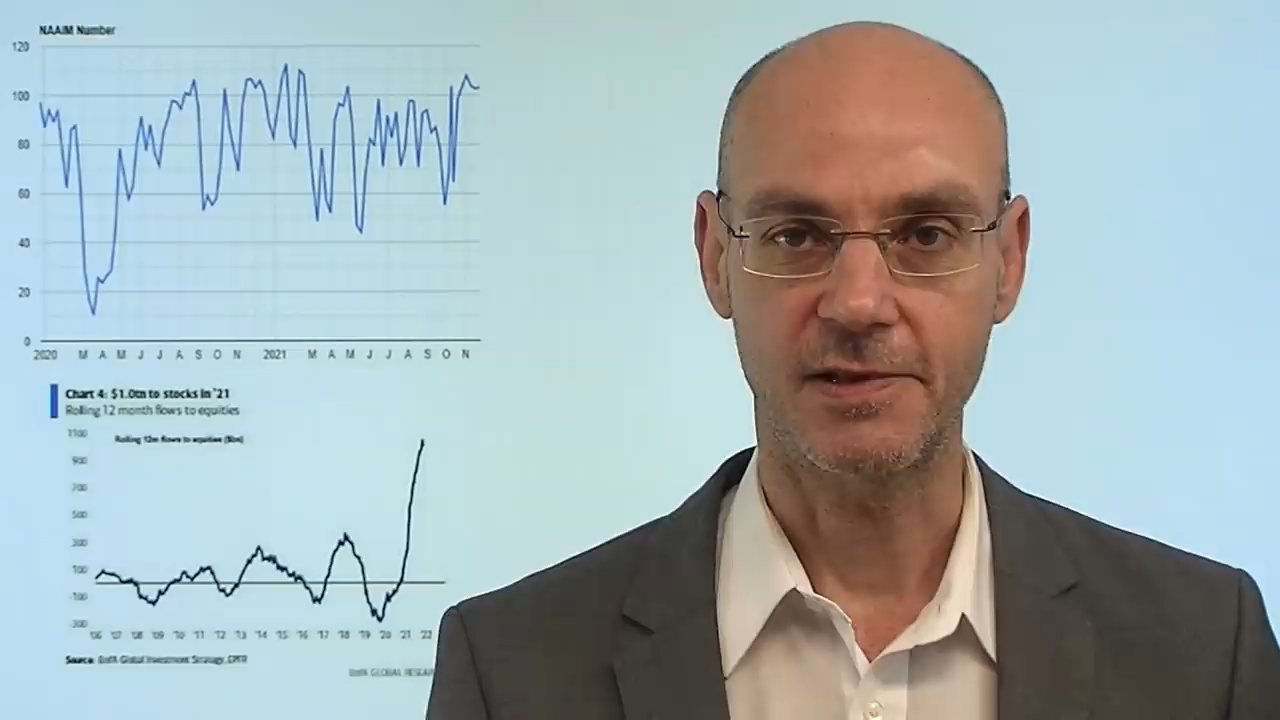 NAAIM Number
120
100
80
60
40
20
0
2020 M A M J J A S O N 2021 M A M J J A S O N
Chart 4: $1.0tn to stocks in '21
Rolling 12 month flows to equities
Rolling 12m flows to equities ($bn)
1100
900
700
500
300
100
-100
-300
'06 '07 '08 '09 '10 '11 '12 '13 '14 '15 '16 '17 '18 '19 '20 '21 '22
Source: BofA Global Investment Strategy, EPFR
BofA GLOBAL RESEAR